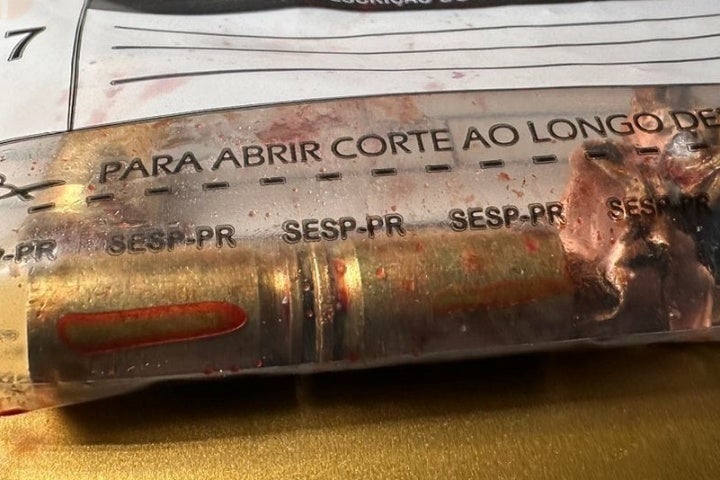 7
PARA ABRIR CORTE AO LONGO DE
-PR SESP-PR SESP-PR SESP-PR SESP-PR